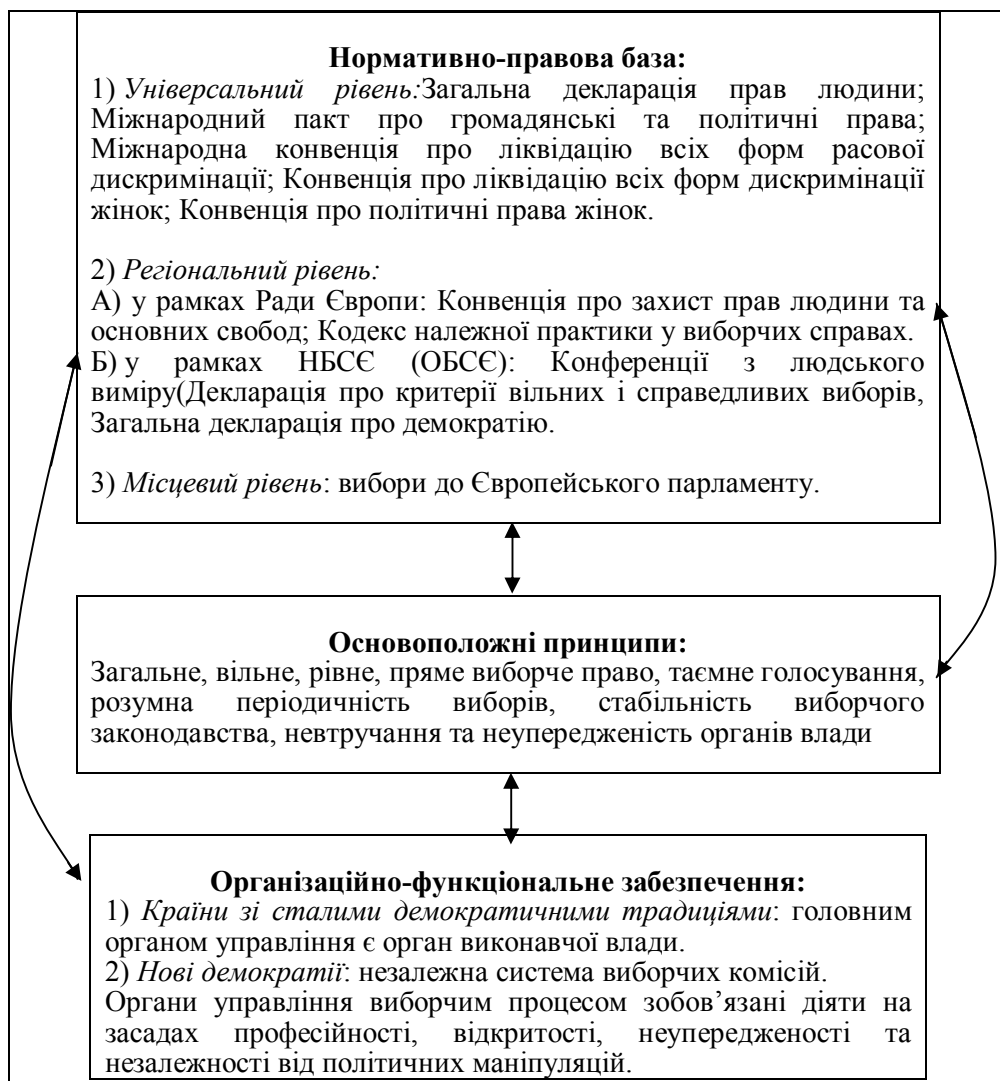 Нормативно-правова база:
1) Універсальний рівень:Загальна декларація прав людини;
Міжнародний пакт про громадянські та політичні права;
Міжнародна конвенція про ліквідацію всіх форм расової
дискримінації; Конвенція про ліквідацію всіх форм дискримінації
жінок; Конвенція про політичні права жінок.
2) Регіональний рівень:
А) у рамках Ради Європи: Конвенція про захист прав людини та
основних свобод; Кодекс належної практики у виборчих справах.
Б) у рамках НБСЄ (ОБСЄ): Конференції з людського
виміру(Декларація про критерії вільних і справедливих виборів,
Загальна декларація про демократію.
3) Місцевий рівень: вибори до Європейського парламенту.
Основоположні принципи:
Загальне, вільне, рівне, пряме виборче право, таємне голосування,
розумна періодичність виборів, стабільність виборчого
законодавства, невтручання та неупередженість органів влади
Організаційно-функціональне забезпечення:
1) Країни зі сталими демократичними традиціями: головним
органом управління є орган виконавчої влади.
2) Нові демократії: незалежна система виборчих комісій.
Органи управління виборчим процесом зобов’язані діяти на
засадах професійності, відкритості, неупередженості та
незалежності від політичних маніпуляцій.